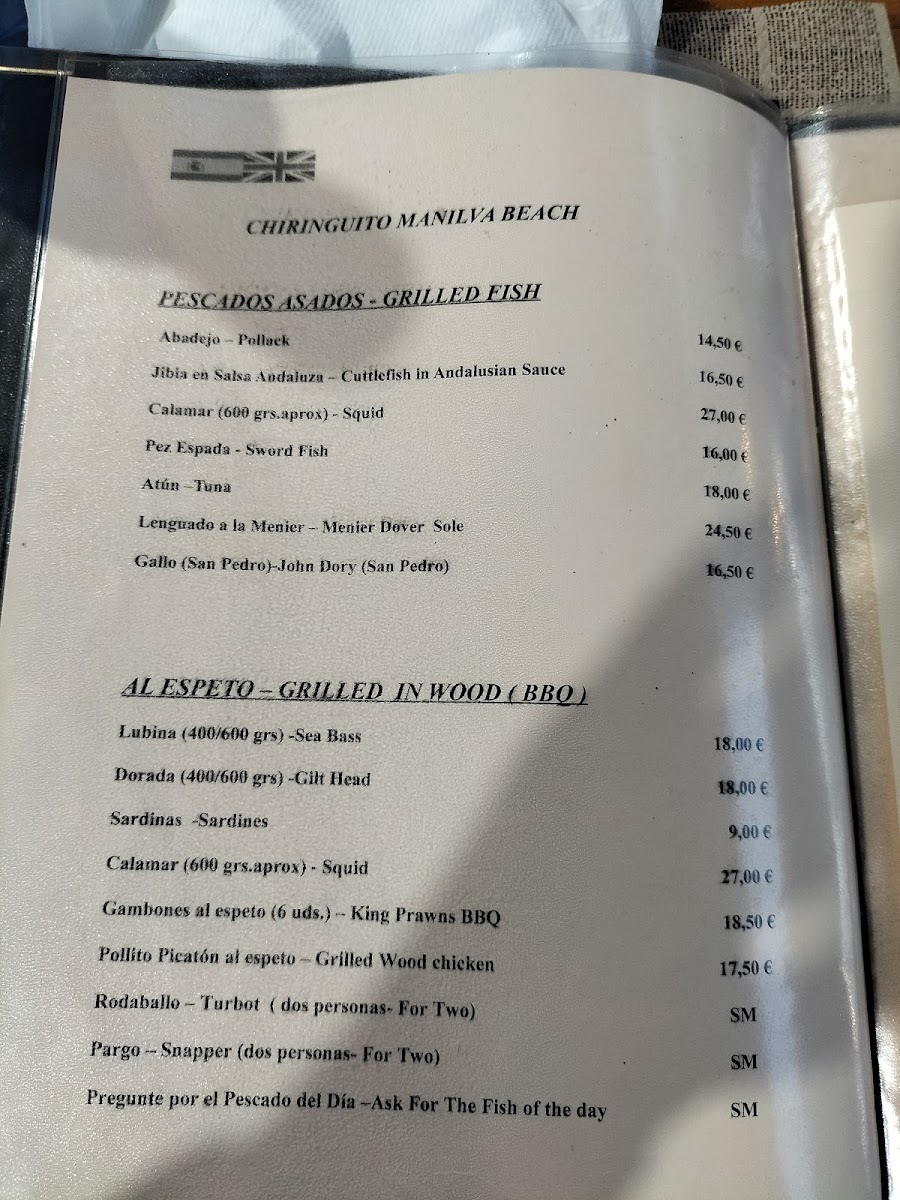 CHIRINGUITO MANILVA BEACH
PESCADOS ASADOS - GRILLED FISH
Abadejo – Pollack 14,50 €
Jibia en Salsa Andaluza – Cuttlefish in Andalusian Sauce 16,50 €
Calamar (600 grs.aprox) - Squid 27,00 €
Pez Espada - Sword Fish 16,00 €
Atún –Tuna 18,00 €
Lenguado a la Menier – Menier Dover Sole 24,50 €
Gallo (San Pedro)-John Dory (San Pedro) 16,50 €
AL ESPETO – GRILLED IN WOOD ( BBQ )
Lubina (400/600 grs) -Sea Bass 18,00 €
Dorada (400/600 grs) -Gilt Head 18,00 €
Sardinas -Sardines 9,00 €
Calamar (600 grs.aprox) - Squid 27,00 €
Gambones al espeto (6 uds.) – King Prawns BBQ 18,50 €
Pollito Picatón al espeto – Grilled Wood chicken 17,50 €
Rodaballo – Turbot ( dos personas- For Two) SM
Pargo – Snapper (dos personas- For Two) SM
Pregunte por el Pescado del Día –Ask For The Fish of the day SM